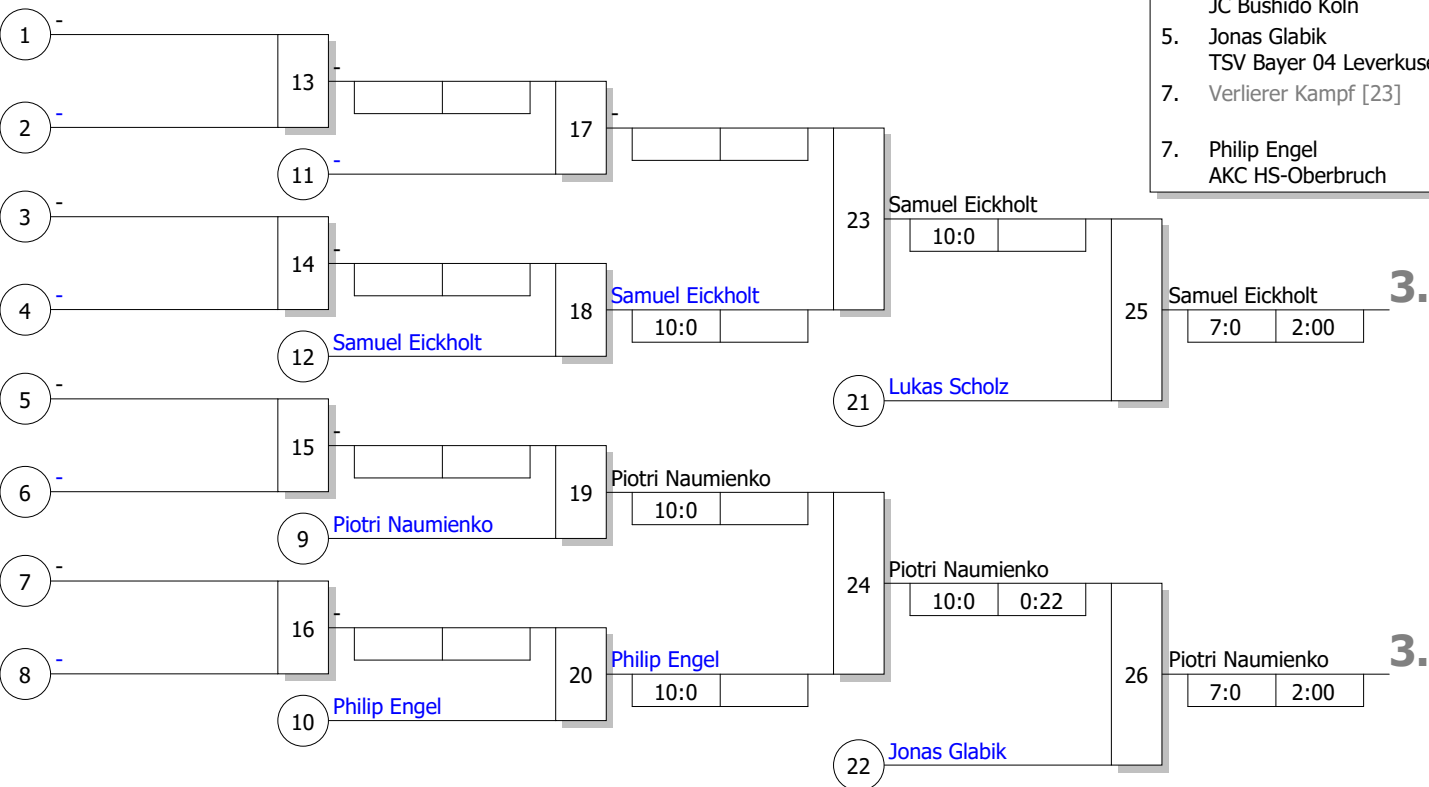 JC Bushido Köln
5. Jonas Glabik
TSV Bayer 04 Leverkuse
7. Verlierer Kampf [23]
7. Philip Engel
AKC HS-Oberbruch
1 -
13 -
2 -
17 -
11 -
3 -
23 Samuel Eickholt
10:0
14 -
4 -
18 Samuel Eickholt
10:0
12 Samuel Eickholt
25 Samuel Eickholt 3.
7:0 2:00
5 -
21 Lukas Scholz
15 -
6 -
19 Piotri Naumienko
10:0
9 Piotri Naumienko
7 -
24 Piotri Naumienko
10:0 0:22
16 -
8 -
20 Philip Engel
10:0
10 Philip Engel
26 Piotri Naumienko 3.
7:0 2:00
22 Jonas Glabik